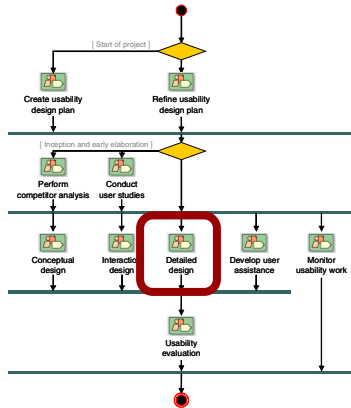 [ Start of project ]
Create usability
design plan
Refine usability
design plan
[ Inception and early elaboration ]
Perform
competitor analysis
Conduct
user studies
Conceptual
design
Interaction
design
Detailed
design
Develop user
assistance
Monitor
usability work
Usability
evaluation